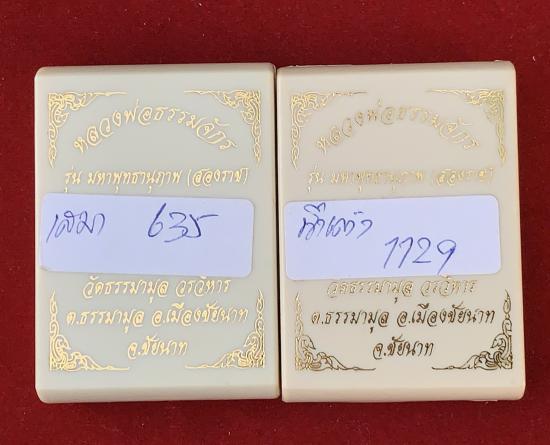 หลวงพ่อธรรมจักร
รุ่น มหาพุทธานุภาพ (ฉลองราช)
เสมา 635
วัดธรรมามูล วรวิหาร
ต.ธรรมามูล อ.เมืองชัยนาท
จ.ชัยนาท
หลวงพ่อธรรมจักร
รุ่น มหาพุทธานุภาพ (ฉลองราช)
1129
วัดธรรมามูล วรวิหาร
ต.ธรรมามูล อ.เมืองชัยนาท
จ.ชัยนาท